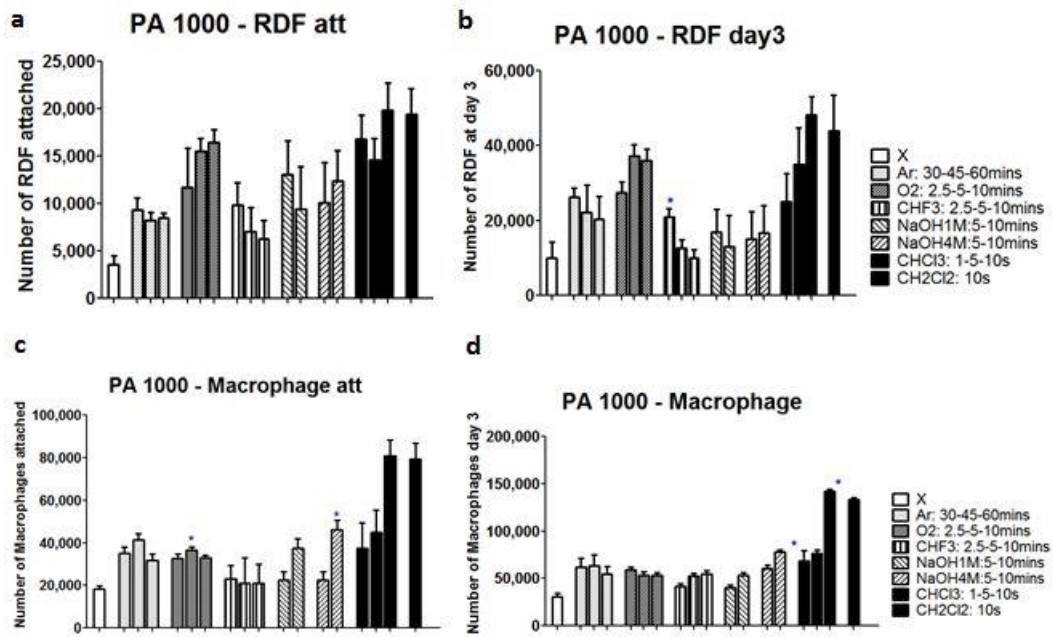 a
PA 1000 - RDF att
Number of RDF attached
25,000
20,000
15,000
10,000
5,000
0
b
PA 1000 - RDF day3
Number of RDF at day 3
60,000
40,000
20,000
0
*
X
Ar: 30-45-60mins
O2: 2.5-5-10mins
CHF3: 2.5-5-10mins
NaOH1M:5-10mins
NaOH4M:5-10mins
CHCl3: 1-5-10s
CH2Cl2: 10s
c
PA 1000 - Macrophage att
Number of Macrophages attached
100,000
80,000
60,000
40,000
20,000
0
*
*
d
PA 1000 - Macrophage
Number of Macrophages day 3
200,000
150,000
100,000
50,000
0
*
*
X
Ar: 30-45-60mins
O2: 2.5-5-10mins
CHF3: 2.5-5-10mins
NaOH1M:5-10mins
NaOH4M:5-10mins
CHCl3: 1-5-10s
CH2Cl2: 10s